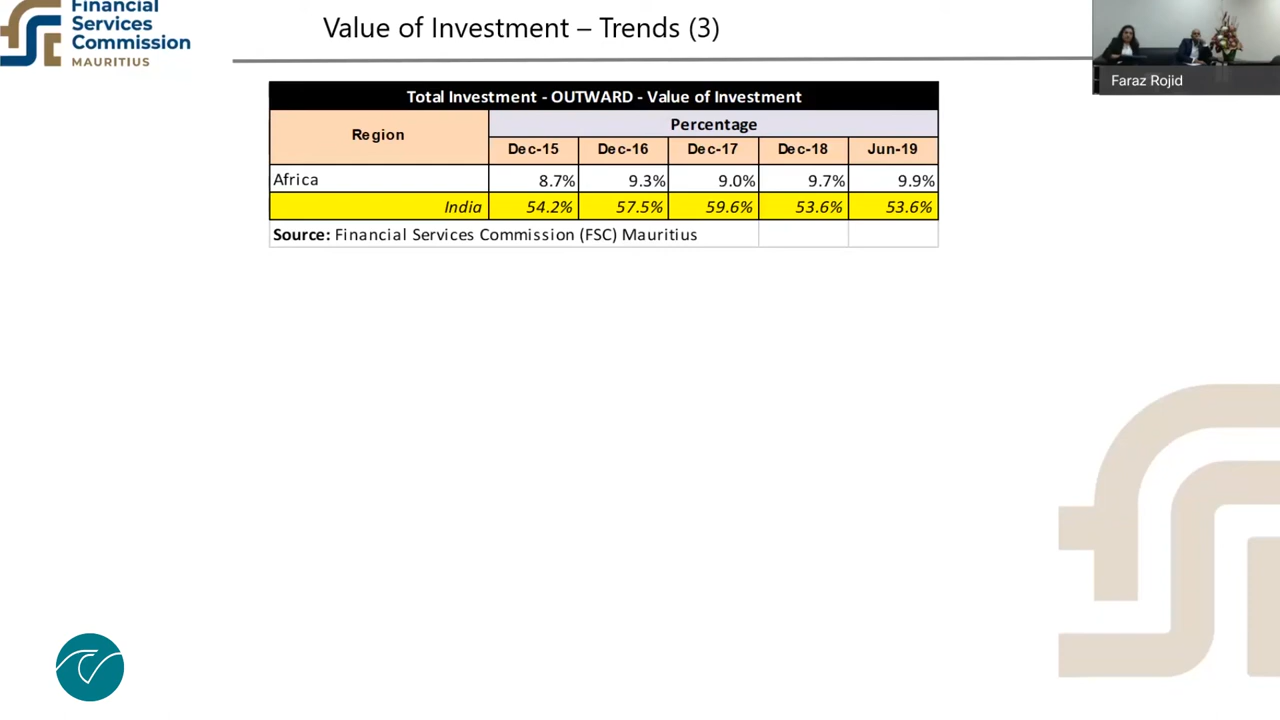 Financial
Services
Commission
MAURITIUS
Value of Investment – Trends (3)
Faraz Rojid
Total Investment - OUTWARD - Value of Investment
Region
Percentage
Dec-15 Dec-16 Dec-17 Dec-18 Jun-19
Africa 8.7% 9.3% 9.0% 9.7% 9.9%
India 54.2% 57.5% 59.6% 53.6% 53.6%
Source: Financial Services Commission (FSC) Mauritius